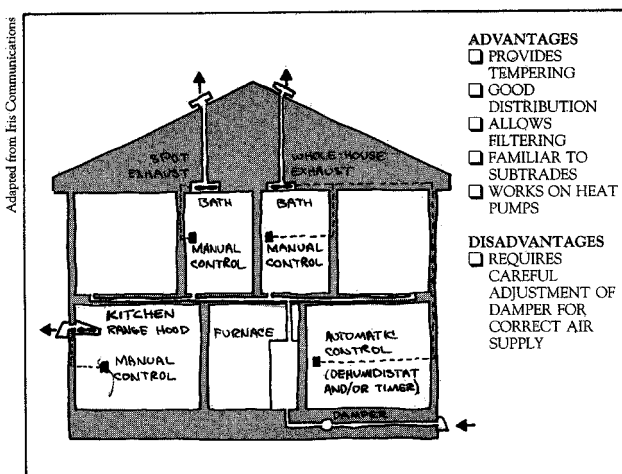 Adapted from Iris Communications
SPOT
EXHAUST
WHOLE-HOUSE
EXHAUST
BATH
BATH
MANUAL
CONTROL
MANUAL
CONTROL
KITCHEN
RANGE HOOD
FURNACE
MANUAL
CONTROL
AUTOMATIC
CONTROL
(DEHUMIDISTAT
AND/OR TIMER)
DAMPER
ADVANTAGES
❑ PROVIDES
TEMPERING
❑ GOOD
DISTRIBUTION
❑ ALLOWS
FILTERING
❑ FAMILIAR TO
SUBTRADES
❑ WORKS ON HEAT
PUMPS
DISADVANTAGES
❑ REQUIRES
CAREFUL
ADJUSTMENT OF
DAMPER FOR
CORRECT AIR
SUPPLY